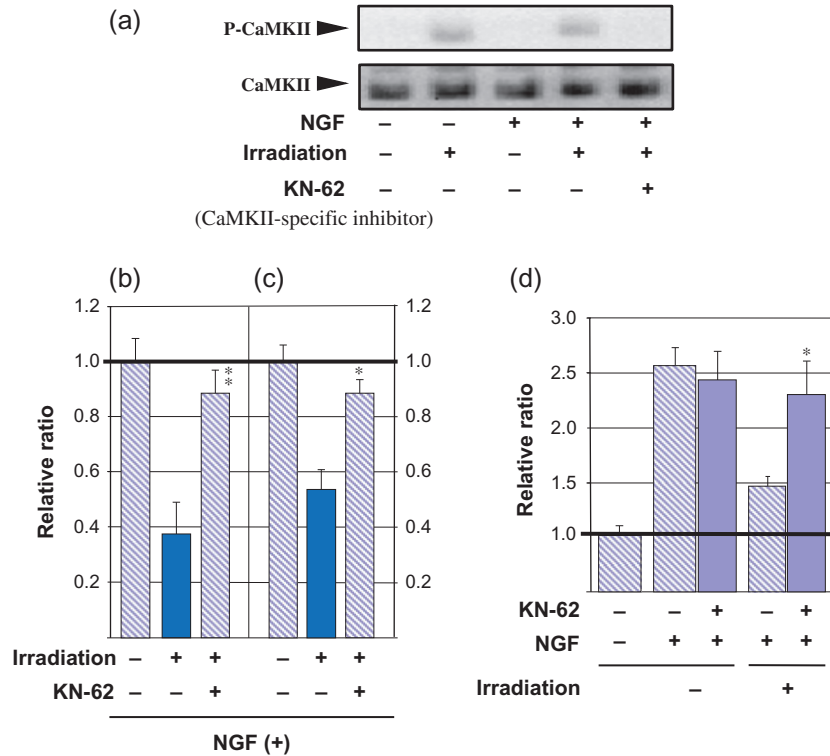 (a)
P-CaMKII
CaMKII
NGF – – + + +
Irradiation – + – + +
KN-62 – – – – +
(CaMKII-specific inhibitor)
(b) (c)
1.2 1.2
1.0 1.0
0.8 0.8
0.6 0.6
0.4 0.4
0.2 0.2
Relative ratio
* *
*
Irradiation – + + – + +
KN-62 – – + – – +
NGF (+)
(d)
3.0
2.5
2.0
1.5
1.0
Relative ratio
Relative ratio
*
KN-62 – – + – +
NGF – + + + +
Irradiation – +